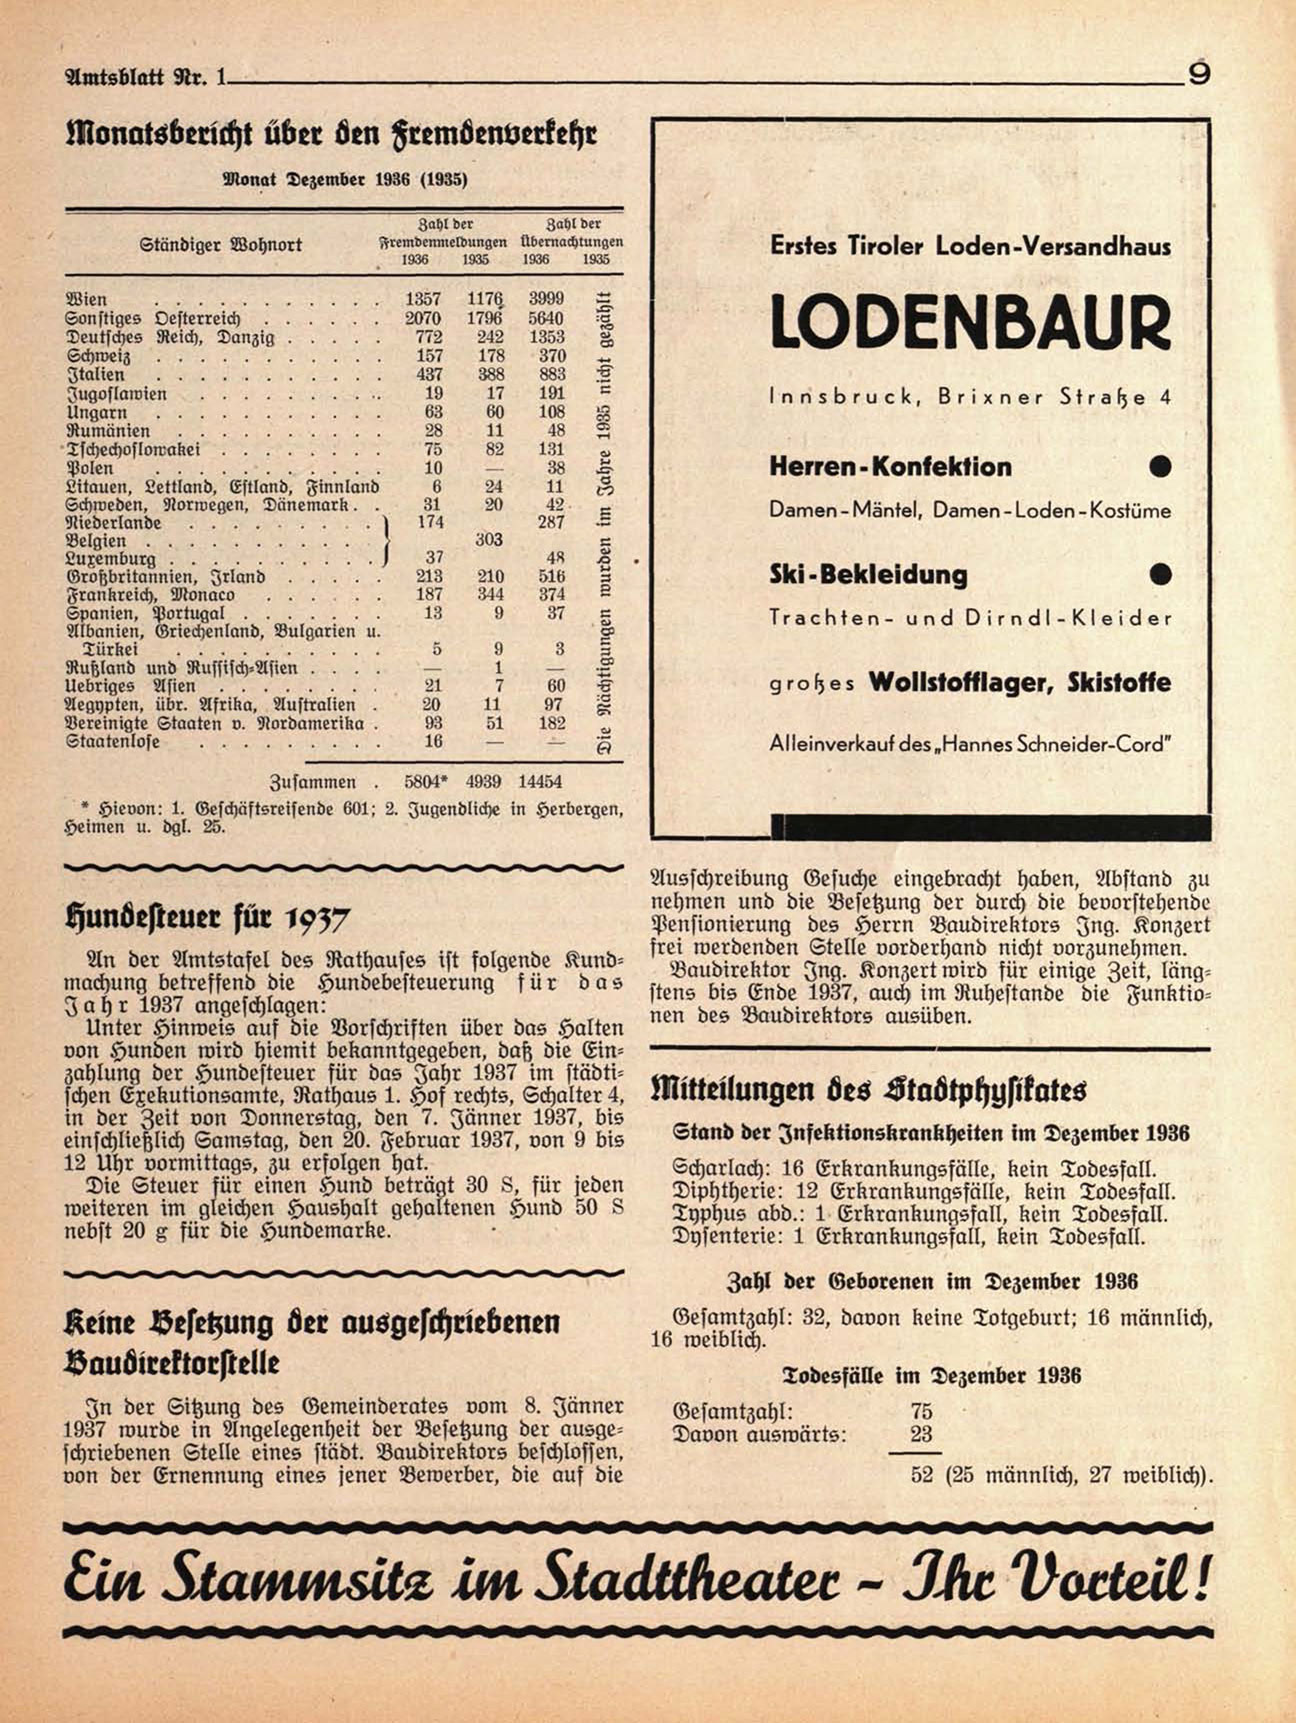 Amtsblatt Nr. 1 9
Monatsbericht über den Fremdenverkehr
Monat Dezember 1936 (1935)
Ständiger Wohnort
Zahl der Zahl der
Fremdenmeldungen Übernachtungen
1936 1935 1936 1935
Wien . . . . . . . . . . . 1357 1176 3999
Sonstiges Oesterreich . . . . . . 2070 1796 5640
Deutsches Reich, Danzig . . . . . 772 242 1353
Schweiz . . . . . . . . . . . 157 178 370
Italien . . . . . . . . . . . 437 388 883
Jugoslawien . . . . . . . . . 19 17 191
Ungarn . . . . . . . . . . . 63 60 108
Rumänien . . . . . . . . . . 28 11 48
Tschechoslowakei . . . . . . . . 75 82 131
Polen . . . . . . . . . . . 10 — 38
Litauen, Lettland, Estland, Finnland 6 24 11
Schweden, Norwegen, Dänemark . . 31 20 42
Niederlande . . . . . . . . . } 174 287
Belgien . . . . . . . . . . . } 303
Luxemburg . . . . . . . . . . } 37 48
Großbritannien, Irland . . . . . 213 210 516
Frankreich, Monaco . . . . . . 187 344 374
Spanien, Portugal . . . . . . . 13 9 37
Albanien, Griechenland, Bulgarien u.
Türkei . . . . . . . . . . 5 9 3
Rußland und Russisch-Asien . . . . — 1 —
Uebriges Asien . . . . . . . . 21 7 60
Aegypten, übr. Afrika, Australien . 20 11 97
Vereinigte Staaten v. Nordamerika . 93 51 182
Staatenlose . . . . . . . . . 16 — —
Die Nächtigungen wurden im Jahre 1935 nicht gezählt
Zusammen . 5804* 4939 14454
* Hievon: 1. Geschäftsreisende 601; 2. Jugendliche in Herbergen,
Heimen u. dgl. 25.
Hundesteuer für 1937
An der Amtstafel des Rathauses ist folgende Kund-
machung betreffend die Hundebesteuerung für das
Jahr 1937 angeschlagen:
Unter Hinweis auf die Vorschriften über das Halten
von Hunden wird hiemit bekanntgegeben, daß die Ein-
zahlung der Hundesteuer für das Jahr 1937 im städti-
schen Exekutionsamte, Rathaus 1. Hof rechts, Schalter 4,
in der Zeit von Donnerstag, den 7. Jänner 1937, bis
einschließlich Samstag, den 20. Februar 1937, von 9 bis
12 Uhr vormittags, zu erfolgen hat.
Die Steuer für einen Hund beträgt 30 S, für jeden
weiteren im gleichen Haushalt gehaltenen Hund 50 S
nebst 20 g für die Hundemarke.
Keine Besetzung der ausgeschriebenen
Baudirektorstelle
In der Sitzung des Gemeinderates vom 8. Jänner
1937 wurde in Angelegenheit der Besetzung der ausge-
schriebenen Stelle eines städt. Baudirektors beschlossen,
von der Ernennung eines jener Bewerber, die auf die
Erstes Tiroler Loden-Versandhaus
LODENBAUR
Innsbruck, Brixner Straße 4
Herren-Konfektion ●
Damen-Mäntel, Damen-Loden-Kostüme
Ski-Bekleidung ●
Trachten- und Dirndl-Kleider
großes Wollstofflager, Skistoffe
Alleinverkauf des „Hannes Schneider-Cord"
Ausschreibung Gesuche eingebracht haben, Abstand zu
nehmen und die Besetzung der durch die bevorstehende
Pensionierung des Herrn Baudirektors Ing. Konzert
frei werdenden Stelle vorderhand nicht vorzunehmen.
Baudirektor Ing. Konzert wird für einige Zeit, läng-
stens bis Ende 1937, auch im Ruhestande die Funktio-
nen des Baudirektors ausüben.
Mitteilungen des Stadtphysikates
Stand der Infektionskrankheiten im Dezember 1936
Scharlach: 16 Erkrankungsfälle, kein Todesfall.
Diphtherie: 12 Erkrankungsfälle, kein Todesfall.
Typhus abd.: 1 Erkrankungsfall, kein Todesfall.
Dysenterie: 1 Erkrankungsfall, kein Todesfall.
Zahl der Geborenen im Dezember 1936
Gesamtzahl: 32, davon keine Totgeburt; 16 männlich,
16 weiblich.
Todesfälle im Dezember 1936
Gesamtzahl: 75
Davon auswärts: 23
52 (25 männlich, 27 weiblich).
Ein Stammsitz im Stadttheater – Ihr Vorteil!